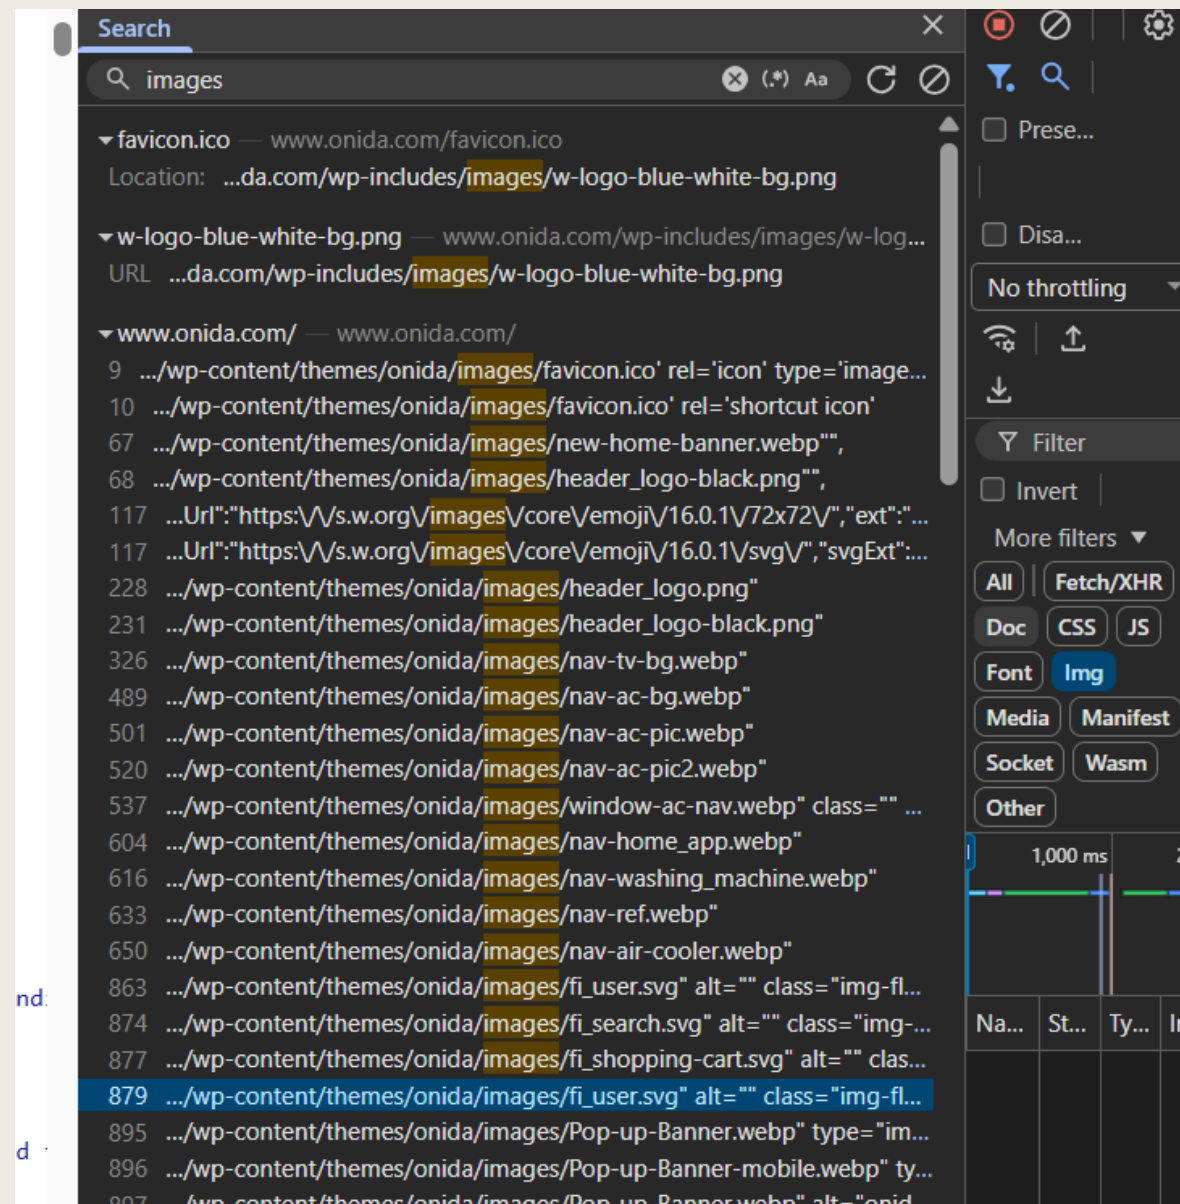 Search
images
(.*) Aa
favicon.ico — www.onida.com/favicon.ico
Location: ...da.com/wp-includes/images/w-logo-blue-white-bg.png
w-logo-blue-white-bg.png — www.onida.com/wp-includes/images/w-log...
URL ...da.com/wp-includes/images/w-logo-blue-white-bg.png
www.onida.com/ — www.onida.com/
9 .../wp-content/themes/onida/images/favicon.ico' rel='icon' type='image...
10 .../wp-content/themes/onida/images/favicon.ico' rel='shortcut icon'
67 .../wp-content/themes/onida/images/new-home-banner.webp"",
68 .../wp-content/themes/onida/images/header_logo-black.png"",
117 ...Url":"https:\/\/s.w.org\/images\/core\/emoji\/16.0.1\/72x72\/","ext":"...
117 ...Url":"https:\/\/s.w.org\/images\/core\/emoji\/16.0.1\/svg\/","svgExt":...
228 .../wp-content/themes/onida/images/header_logo.png"
231 .../wp-content/themes/onida/images/header_logo-black.png"
326 .../wp-content/themes/onida/images/nav-tv-bg.webp"
489 .../wp-content/themes/onida/images/nav-ac-bg.webp"
501 .../wp-content/themes/onida/images/nav-ac-pic.webp"
520 .../wp-content/themes/onida/images/nav-ac-pic2.webp"
537 .../wp-content/themes/onida/images/window-ac-nav.webp" class="" ...
604 .../wp-content/themes/onida/images/nav-home_app.webp"
616 .../wp-content/themes/onida/images/nav-washing_machine.webp"
633 .../wp-content/themes/onida/images/nav-ref.webp"
650 .../wp-content/themes/onida/images/nav-air-cooler.webp"
863 .../wp-content/themes/onida/images/fi_user.svg" alt="" class="img-fl...
874 .../wp-content/themes/onida/images/fi_search.svg" alt="" class="img-...
877 .../wp-content/themes/onida/images/fi_shopping-cart.svg" alt="" clas...
879 .../wp-content/themes/onida/images/fi_user.svg" alt="" class="img-fl...
895 .../wp-content/themes/onida/images/Pop-up-Banner.webp" type="im...
896 .../wp-content/themes/onida/images/Pop-up-Banner-mobile.webp" ty...
897 .../wp-content/themes/onida/images/Pop-up-Banner.webp" alt="onid...
Prese...
Disa...
No throttling
Filter
Invert
More filters
All Fetch/XHR
Doc CSS JS
Font Img
Media Manifest
Socket Wasm
Other
1,000 ms
Na... St... Ty...